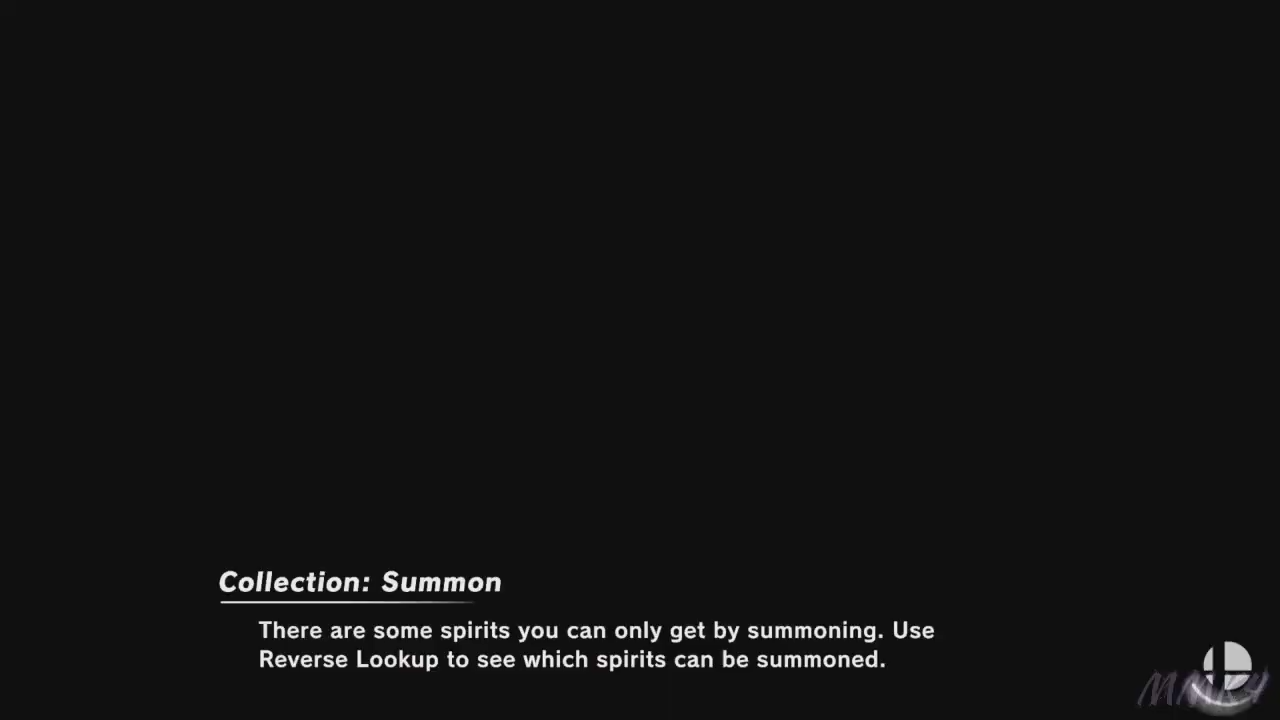 Collection: Summon
There are some spirits you can only get by summoning. Use
Reverse Lookup to see which spirits can be summoned.